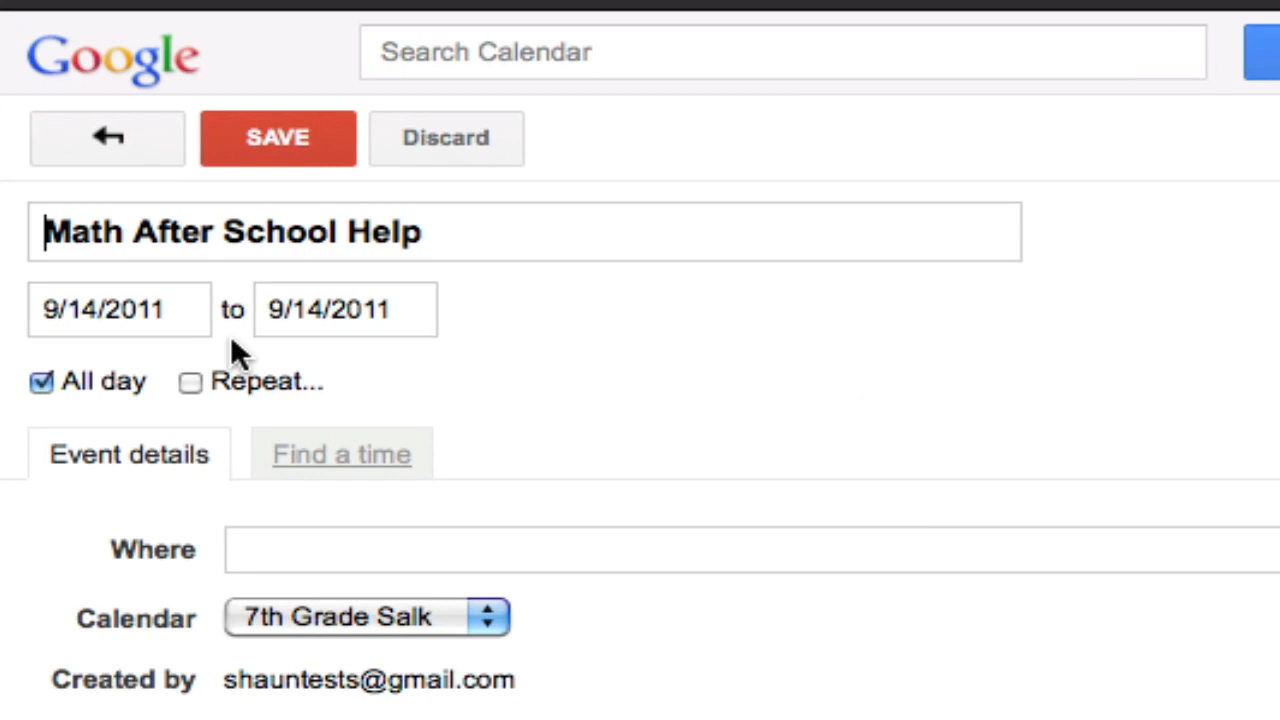 Google Search Calendar
SAVE Discard
Math After School Help
9/14/2011 to 9/14/2011
All day Repeat...
Event details Find a time
Where
Calendar 7th Grade Salk
Created by shauntests@gmail.com